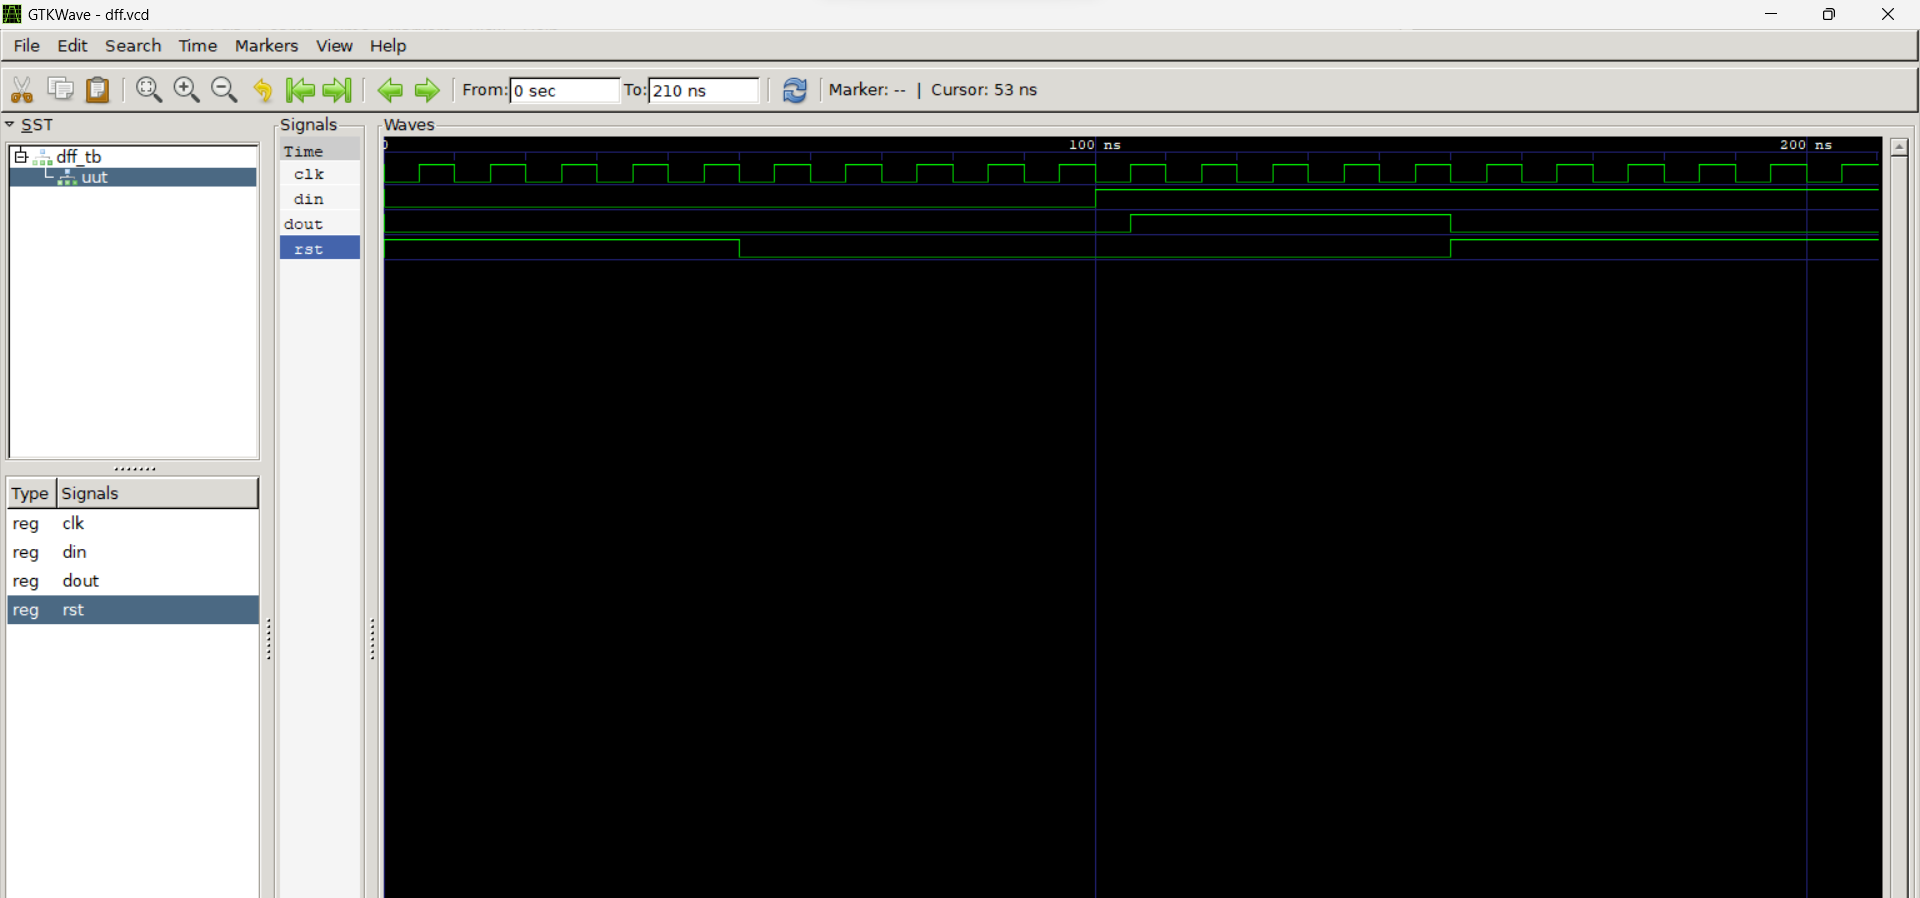 GTKWave - dff.vcd
File Edit Search Time Markers View Help
From: 0 sec To: 210 ns Marker: -- | Cursor: 53 ns
SST
dff_tb
uut
Type Signals
reg clk
reg din
reg dout
reg rst
Signals
Time
clk
din
dout
rst
Waves
0 100 ns 200 ns